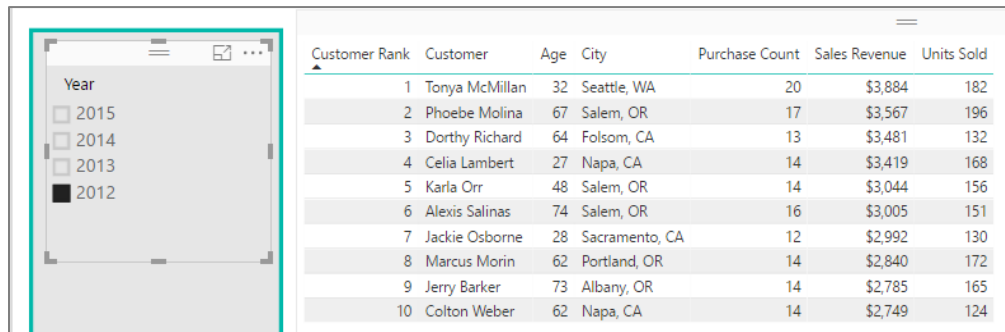 Year
2015
2014
2013
2012
Customer Rank Customer Age City Purchase Count Sales Revenue Units Sold
1 Tonya McMillan 32 Seattle, WA 20 $3,884 182
2 Phoebe Molina 67 Salem, OR 17 $3,567 196
3 Dorthy Richard 64 Folsom, CA 13 $3,481 132
4 Celia Lambert 27 Napa, CA 14 $3,419 168
5 Karla Orr 48 Salem, OR 14 $3,044 156
6 Alexis Salinas 74 Salem, OR 16 $3,005 151
7 Jackie Osborne 28 Sacramento, CA 12 $2,992 130
8 Marcus Morin 62 Portland, OR 14 $2,840 172
9 Jerry Barker 73 Albany, OR 14 $2,785 165
10 Colton Weber 62 Napa, CA 14 $2,749 124